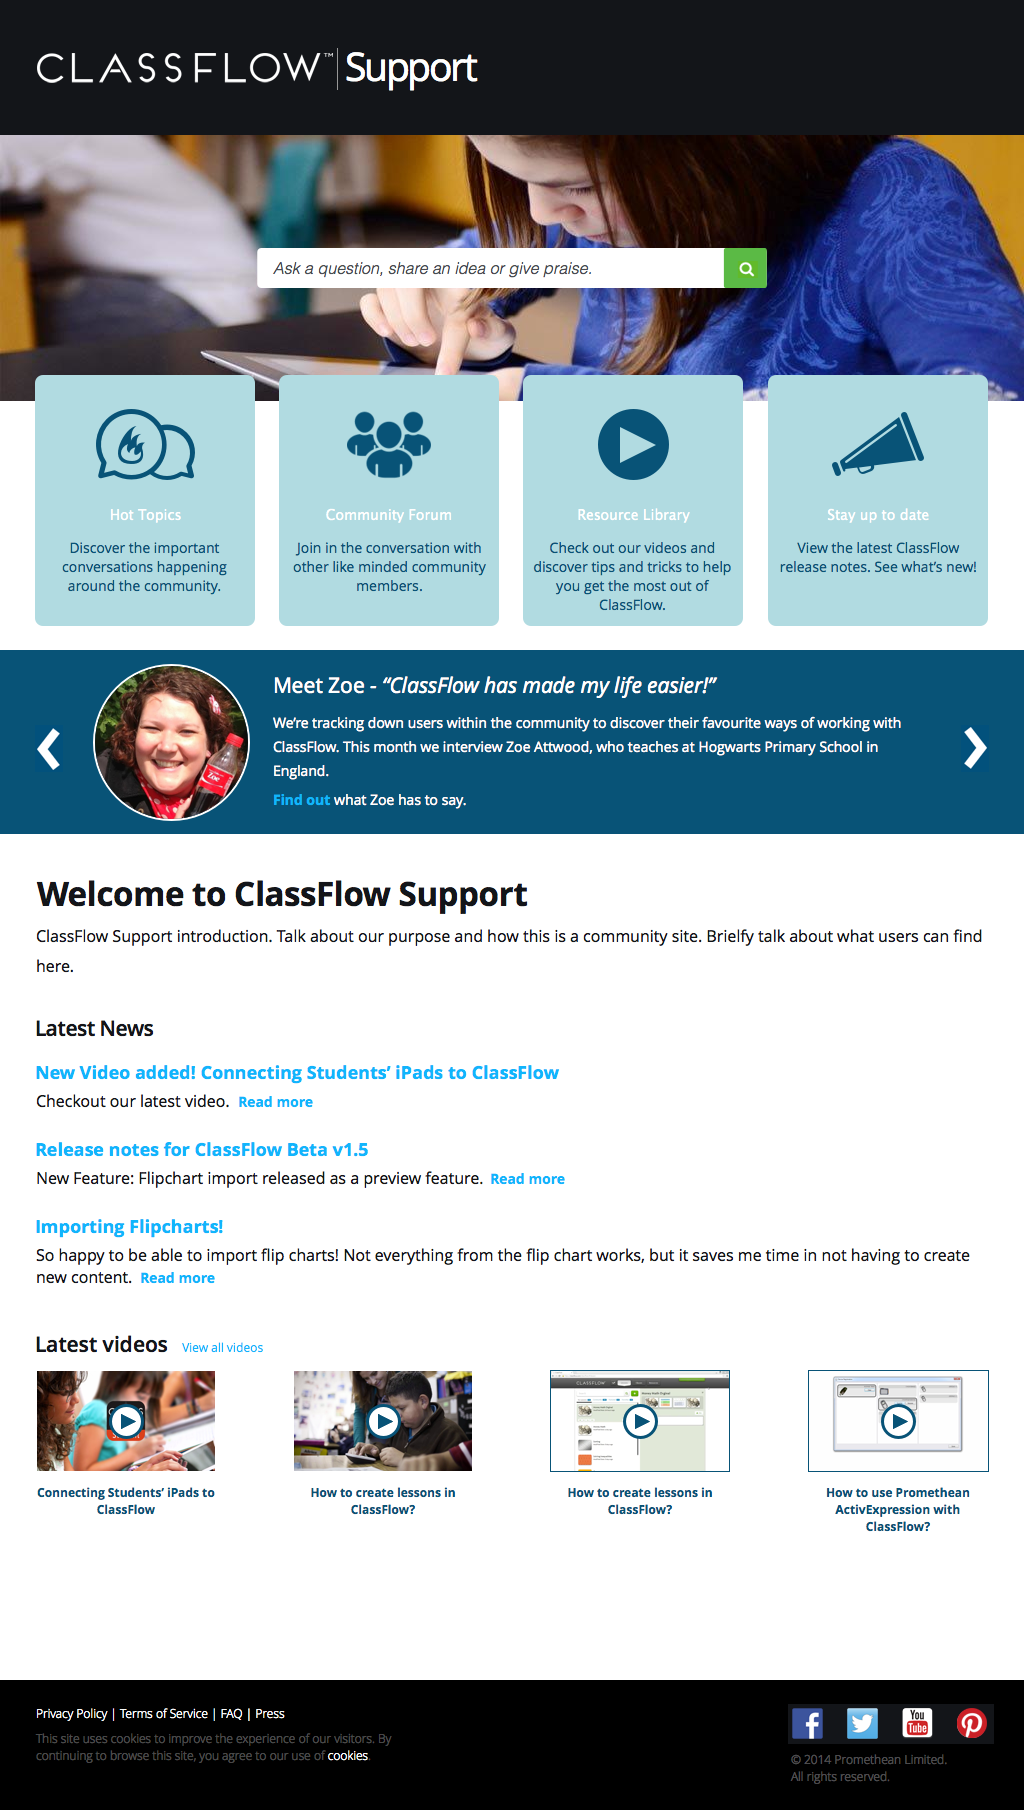 CLASSFLOW™ Support
Ask a question, share an idea or give praise.
Hot Topics
Discover the important
conversations happening
around the community.
Community Forum
Join in the conversation with
other like minded community
members.
Resource Library
Check out our videos and
discover tips and tricks to help
you get the most out of
ClassFlow.
Stay up to date
View the latest ClassFlow
release notes. See what's new!
Meet Zoe - “ClassFlow has made my life easier!”
We're tracking down users within the community to discover their favourite ways of working with
ClassFlow. This month we interview Zoe Attwood, who teaches at Hogwarts Primary School in
England.
Find out what Zoe has to say.
Zoe
Welcome to ClassFlow Support
ClassFlow Support introduction. Talk about our purpose and how this is a community site. Brielfy talk about what users can find
here.
Latest News
New Video added! Connecting Students’ iPads to ClassFlow
Checkout our latest video. Read more
Release notes for ClassFlow Beta v1.5
New Feature: Flipchart import released as a preview feature. Read more
Importing Flipcharts!
So happy to be able to import flip charts! Not everything from the flip chart works, but it saves me time in not having to create
new content. Read more
Latest videos View all videos
CLASSFLOW
Connecting Students’ iPads to
ClassFlow
How to create lessons in
ClassFlow?
How to create lessons in
ClassFlow?
How to use Promethean
ActivExpression with
ClassFlow?
Privacy Policy | Terms of Service | FAQ | Press
This site uses cookies to improve the experience of our visitors. By
continuing to browse this site, you agree to our use of cookies.
You Tube
© 2014 Promethean Limited.
All rights reserved.